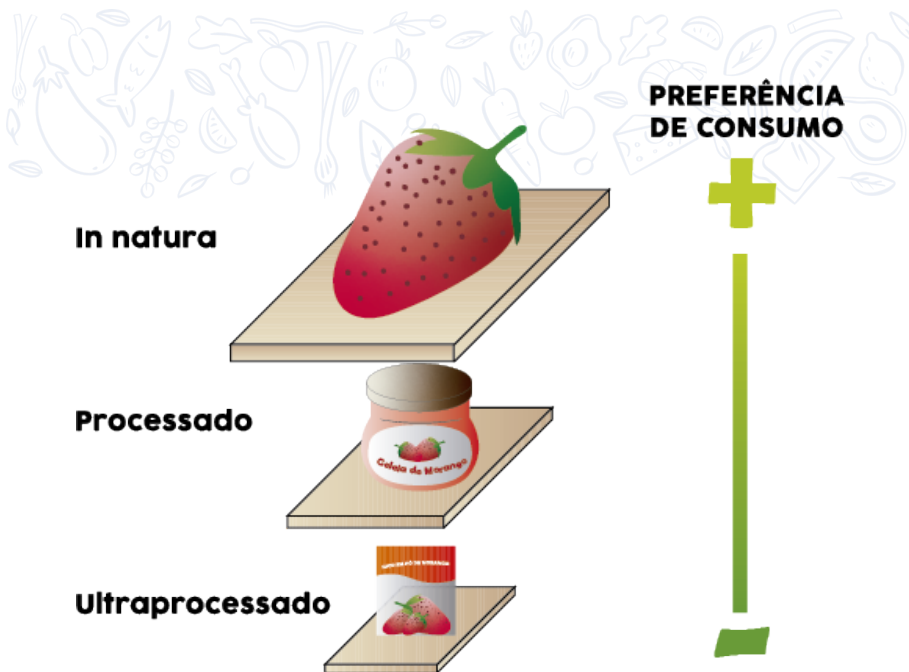 PREFERÊNCIA
DE CONSUMO
In natura
Processado
Geleia de Morango
Ultraprocessado